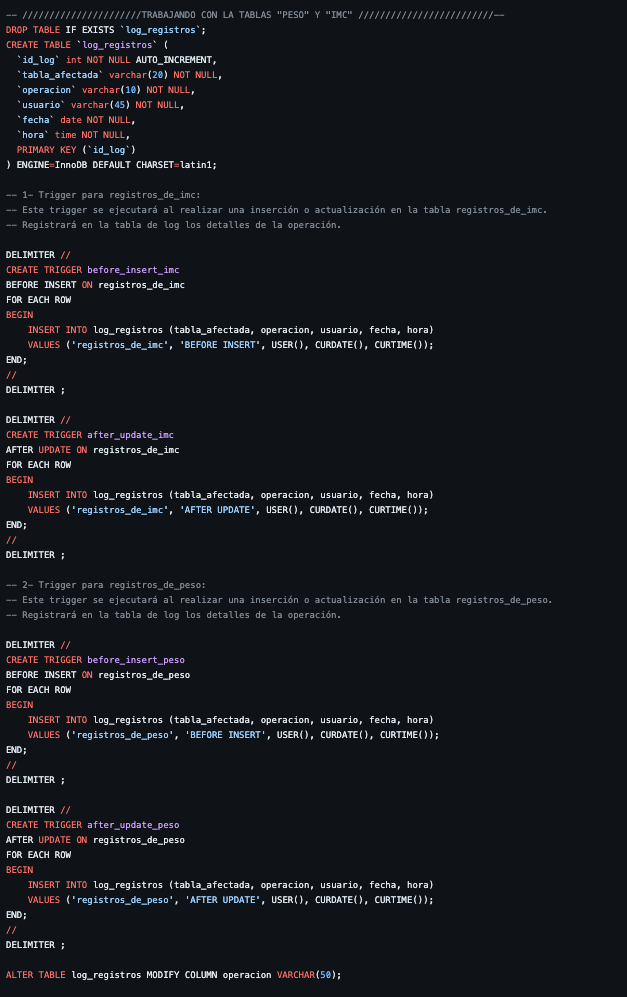 -- //////////////////////TRABAJANDO CON LA TABLAS "PESO" Y "IMC" /////////////////////////--
DROP TABLE IF EXISTS `log_registros`;
CREATE TABLE `log_registros` (
  `id_log` int NOT NULL AUTO_INCREMENT,
  `tabla_afectada` varchar(20) NOT NULL,
  `operacion` varchar(10) NOT NULL,
  `usuario` varchar(45) NOT NULL,
  `fecha` date NOT NULL,
  `hora` time NOT NULL,
  PRIMARY KEY (`id_log`)
) ENGINE=InnoDB DEFAULT CHARSET=latin1;

-- 1- Trigger para registros_de_imc:
-- Este trigger se ejecutará al realizar una inserción o actualización en la tabla registros_de_imc.
-- Registrará en la tabla de log los detalles de la operación.

DELIMITER //
CREATE TRIGGER before_insert_imc
BEFORE INSERT ON registros_de_imc
FOR EACH ROW
BEGIN
    INSERT INTO log_registros (tabla_afectada, operacion, usuario, fecha, hora)
    VALUES ('registros_de_imc', 'BEFORE INSERT', USER(), CURDATE(), CURTIME());
END;
//
DELIMITER ;

DELIMITER //
CREATE TRIGGER after_update_imc
AFTER UPDATE ON registros_de_imc
FOR EACH ROW
BEGIN
    INSERT INTO log_registros (tabla_afectada, operacion, usuario, fecha, hora)
    VALUES ('registros_de_imc', 'AFTER UPDATE', USER(), CURDATE(), CURTIME());
END;
//
DELIMITER ;

-- 2- Trigger para registros_de_peso:
-- Este trigger se ejecutará al realizar una inserción o actualización en la tabla registros_de_peso.
-- Registrará en la tabla de log los detalles de la operación.

DELIMITER //
CREATE TRIGGER before_insert_peso
BEFORE INSERT ON registros_de_peso
FOR EACH ROW
BEGIN
    INSERT INTO log_registros (tabla_afectada, operacion, usuario, fecha, hora)
    VALUES ('registros_de_peso', 'BEFORE INSERT', USER(), CURDATE(), CURTIME());
END;
//
DELIMITER ;

DELIMITER //
CREATE TRIGGER after_update_peso
AFTER UPDATE ON registros_de_peso
FOR EACH ROW
BEGIN
    INSERT INTO log_registros (tabla_afectada, operacion, usuario, fecha, hora)
    VALUES ('registros_de_peso', 'AFTER UPDATE', USER(), CURDATE(), CURTIME());
END;
//
DELIMITER ;

ALTER TABLE log_registros MODIFY COLUMN operacion VARCHAR(50);